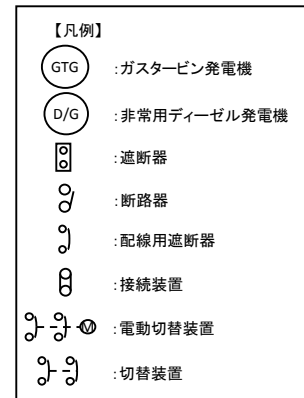 【凡例】
GTG :ガスタービン発電機
D/G :非常用ディーゼル発電機
:遮断器
:断路器
:配線用遮断器
:接続装置
M :電動切替装置
:切替装置